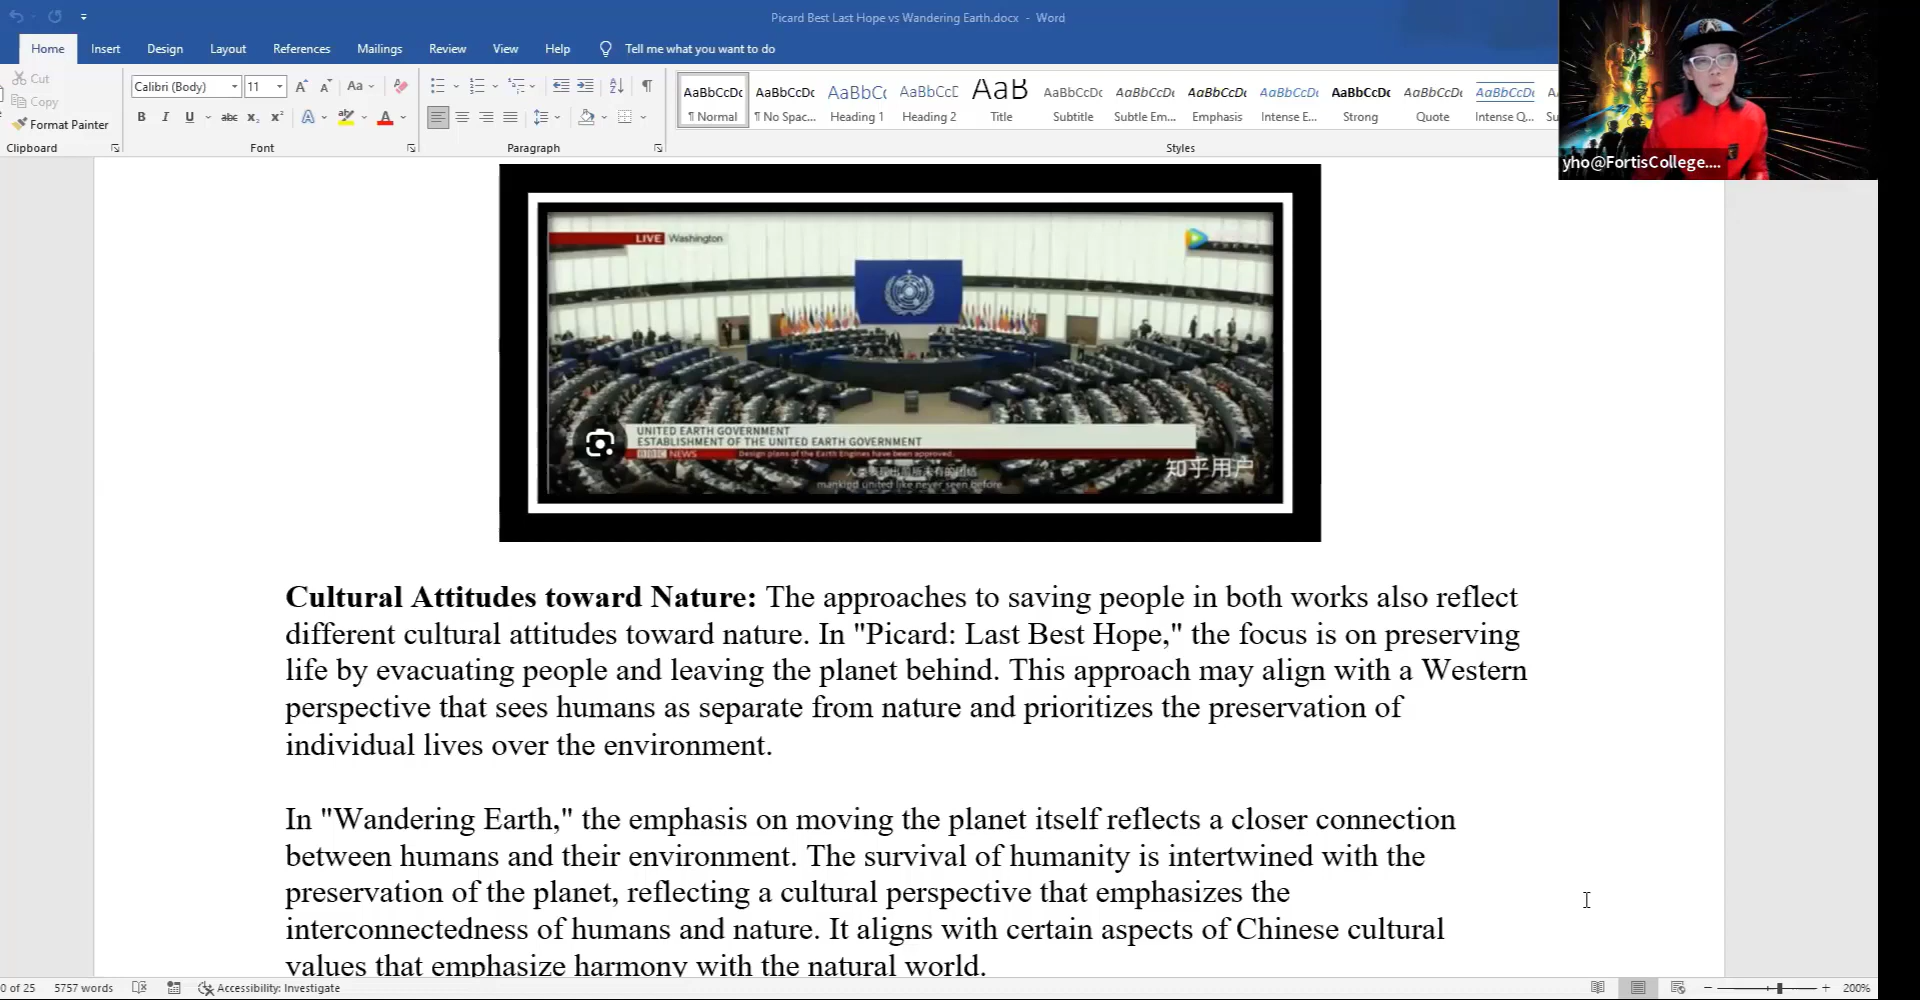 Picard Best Last Hope vs Wandering Earth.docx - Word
Home Insert Design Layout References Mailings Review View Help Tell me what you want to do
Cut
Copy
Format Painter
Calibri (Body) 11
AaBbCcDc AaBbCcDc AaBbCc AaBbCcD AaB AaBbCcDc AaBbCcDc AaBbCcDc AaBbCcDc AaBbCcDc AaBbCcDc AaBbCcDc
¶ Normal ¶ No Spac... Heading 1 Heading 2 Title Subtitle Subtle Em... Emphasis Intense E... Strong Quote Intense Q...
Clipboard Font Paragraph Styles
yho@FortisCollege....
LIVE Washington
UNITED EARTH GOVERNMENT
ESTABLISHMENT OF THE UNITED EARTH GOVERNMENT
BBC NEWS Design plans of the Earth Engines have been approved.
知乎用户
mankind united like never seen before
Cultural Attitudes toward Nature: The approaches to saving people in both works also reflect
different cultural attitudes toward nature. In "Picard: Last Best Hope," the focus is on preserving
life by evacuating people and leaving the planet behind. This approach may align with a Western
perspective that sees humans as separate from nature and prioritizes the preservation of
individual lives over the environment.
In "Wandering Earth," the emphasis on moving the planet itself reflects a closer connection
between humans and their environment. The survival of humanity is intertwined with the
preservation of the planet, reflecting a cultural perspective that emphasizes the
interconnectedness of humans and nature. It aligns with certain aspects of Chinese cultural
values that emphasize harmony with the natural world.
0 of 25 5757 words Accessibility: Investigate 200%